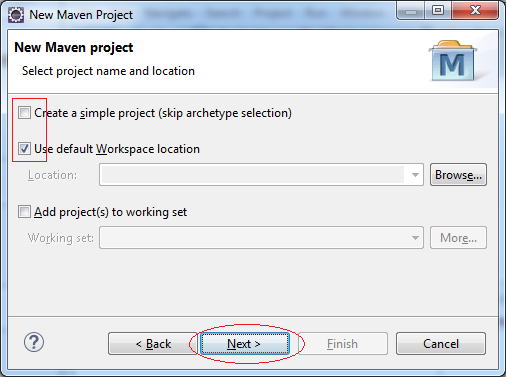 New Maven Project
New Maven project
Select project name and location
M
Create a simple project (skip archetype selection)
Use default Workspace location
Location:
Browse...
Add project(s) to working set
Working set:
More...
?
< Back
Next >
Finish
Cancel